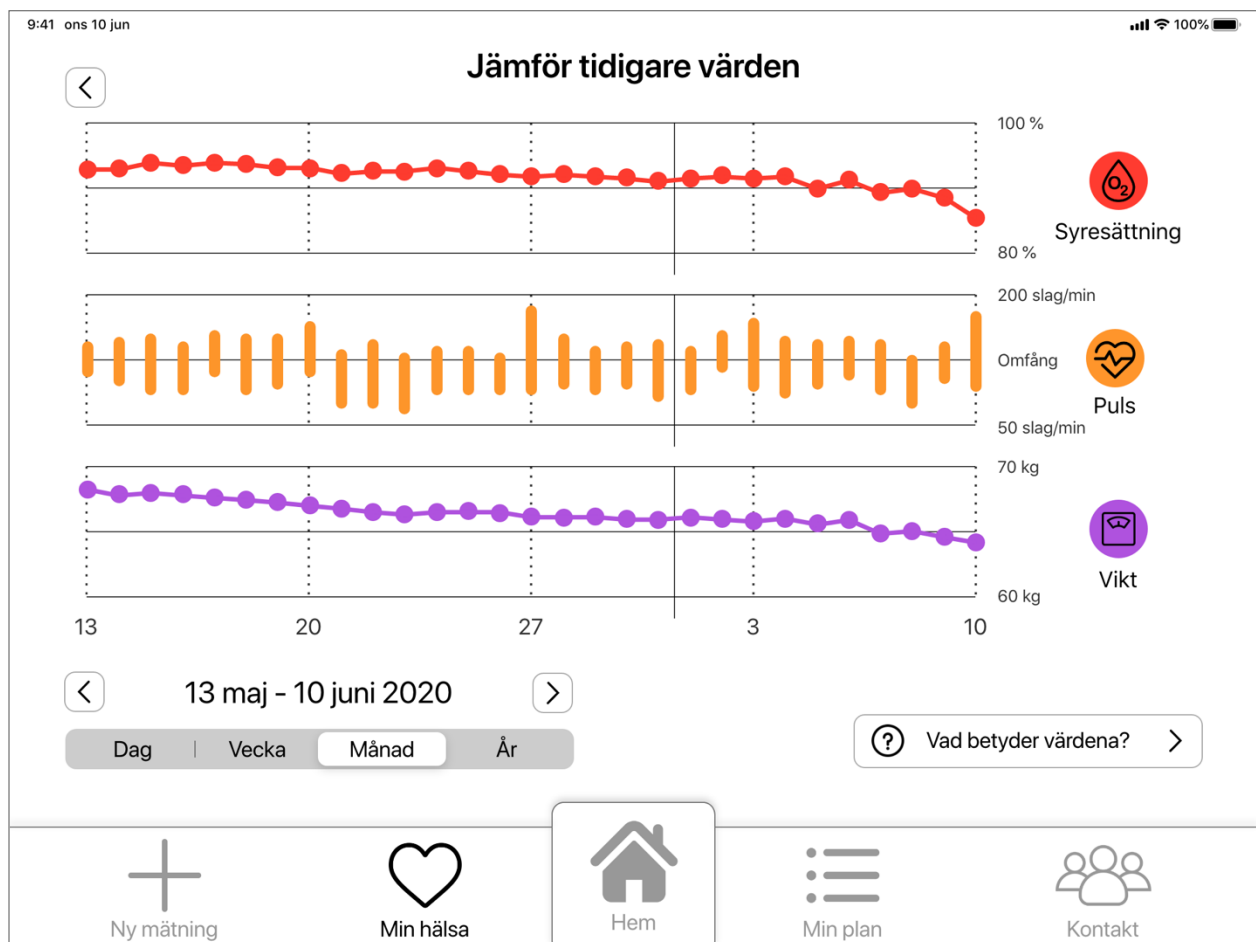 9:41 ons 10 jun
100%
Jämför tidigare värden
100 %
O2
Syresättning
80 %
200 slag/min
Omfång
Puls
50 slag/min
70 kg
Vikt
60 kg
13 20 27 3 10
13 maj - 10 juni 2020
Dag Vecka Månad År
? Vad betyder värdena?
Ny mätning Min hälsa Hem Min plan Kontakt